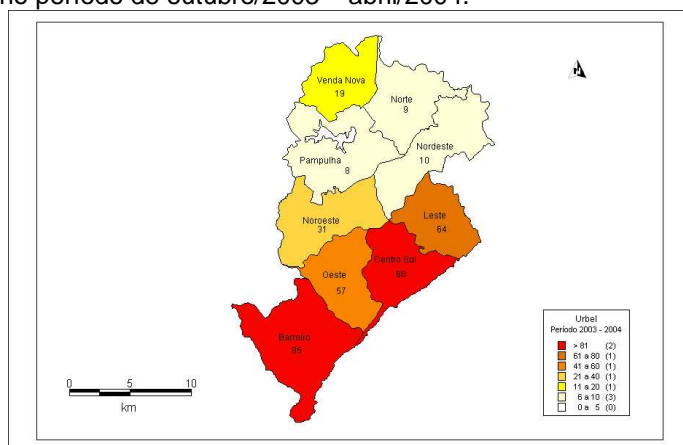 no período de outubro/2003 – abril/2004.
Venda Nova
19
Norte
9
Nordeste
10
Pampulha
8
Noroeste
31
Leste
64
Centro Sul
Oeste
57
Barreiro
0 5 10
km
Urbel
Período 2003 - 2004
> 81 (2)
61 a 80 (1)
41 a 60 (1)
21 a 40 (1)
11 a 20 (1)
6 a 10 (3)
0 a 5 (0)